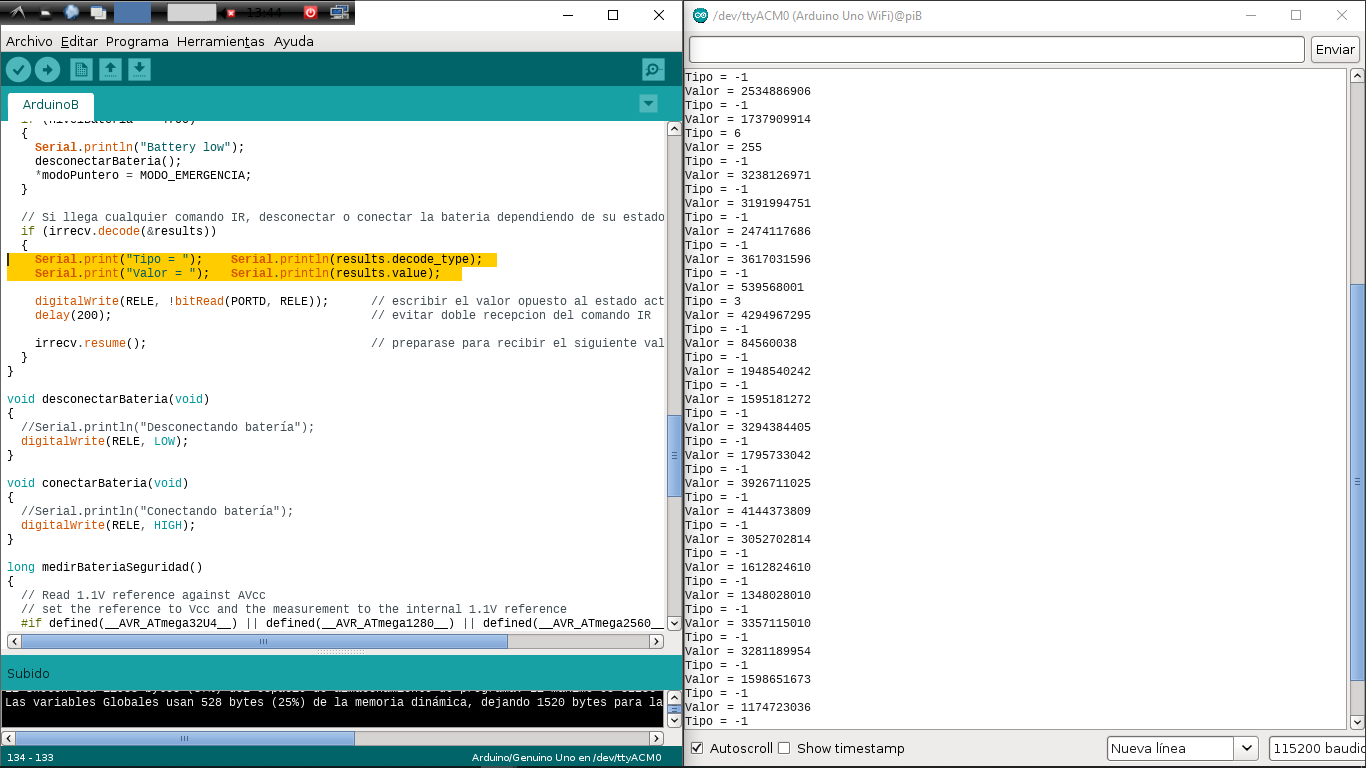 13:44
Archivo Editar Programa Herramientas Ayuda
ArduinoB
{
Serial.println("Battery low");
desconectarBateria();
*modoPuntero = MODO_EMERGENCIA;
}
// Si llega cualquier comando IR, desconectar o conectar la bateria dependiendo de su estado
if (irrecv.decode(&results))
{
Serial.print("Tipo = "); Serial.println(results.decode_type);
Serial.print("Valor = "); Serial.println(results.value);
digitalWrite(RELE, !bitRead(PORTD, RELE)); // escribir el valor opuesto al estado act
delay(200); // evitar doble recepcion del comando IR
irrecv.resume(); // preparase para recibir el siguiente val
}
}
void desconectarBateria(void)
{
//Serial.println("Desconectando batería");
digitalWrite(RELE, LOW);
}
void conectarBateria(void)
{
//Serial.println("Conectando batería");
digitalWrite(RELE, HIGH);
}
long medirBateriaSeguridad()
{
// Read 1.1V reference against AVcc
// set the reference to Vcc and the measurement to the internal 1.1V reference
#if defined(__AVR_ATmega32U4__) || defined(__AVR_ATmega1280__) || defined(__AVR_ATmega2560__
Subido
Las variables Globales usan 528 bytes (25%) de la memoria dinámica, dejando 1520 bytes para la
134 - 133
Arduino/Genuino Uno en /dev/ttyACM0
/dev/ttyACM0 (Arduino Uno WiFi)@piB
Enviar
Tipo = -1
Valor = 2534886906
Tipo = -1
Valor = 1737909914
Tipo = 6
Valor = 255
Tipo = -1
Valor = 3238126971
Tipo = -1
Valor = 3191994751
Tipo = -1
Valor = 2474117686
Tipo = -1
Valor = 3617031596
Tipo = -1
Valor = 539568001
Tipo = 3
Valor = 4294967295
Tipo = -1
Valor = 84560038
Tipo = -1
Valor = 1948540242
Tipo = -1
Valor = 1595181272
Tipo = -1
Valor = 3294384405
Tipo = -1
Valor = 1795733042
Tipo = -1
Valor = 3926711025
Tipo = -1
Valor = 4144373809
Tipo = -1
Valor = 3052702814
Tipo = -1
Valor = 1612824610
Tipo = -1
Valor = 1348028010
Tipo = -1
Valor = 3357115010
Tipo = -1
Valor = 3281189954
Tipo = -1
Valor = 1598651673
Tipo = -1
Valor = 1174723036
Tipo = -1
Autoscroll Show timestamp
Nueva línea
115200 baudio